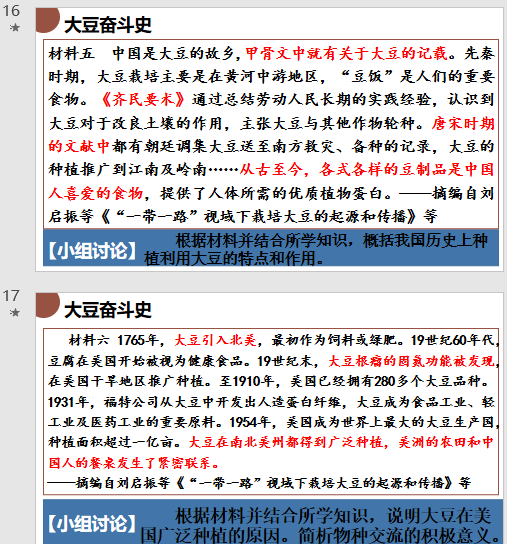 16
大豆奋斗史
材料五 中国是大豆的故乡,甲骨文中就有关于大豆的记载。先秦
时期，大豆栽培主要是在黄河中游地区，“豆饭”是人们的重要
食物。《齐民要术》通过总结劳动人民长期的实践经验，认识到
大豆对于改良土壤的作用，主张大豆与其他作物轮种。唐宋时期
的文献中都有朝廷调集大豆送至南方救灾、备种的记录，大豆的
种植推广到江南及岭南……从古至今，各式各样的豆制品是中国
人喜爱的食物，提供了人体所需的优质植物蛋白。——摘编自刘
启振等《“一带一路”视域下栽培大豆的起源和传播》等
【小组讨论】 根据材料并结合所学知识，概括我国历史上种
植利用大豆的特点和作用。
17
大豆奋斗史
材料六 1765年，大豆引入北美，最初作为饲料或绿肥。19世纪60年代，
豆腐在美国开始被视为健康食品。19世纪末，大豆根瘤的固氮功能被发现，
在美国干旱地区推广种植。至1910年，美国已经拥有280多个大豆品种。
1931年，福特公司从大豆中开发出人造蛋白纤维，大豆成为食品工业、轻
工业及医药工业的重要原料。1954年，美国成为世界上最大的大豆生产国，
种植面积超过一亿亩。大豆在南北美州都得到广泛种植，美洲的农田和中
国人的餐桌发生了紧密联系。
——摘编自刘启振等《“一带一路”视域下栽培大豆的起源和传播》等
【小组讨论】 根据材料并结合所学知识，说明大豆在美
国广泛种植的原因。简析物种交流的积极意义。